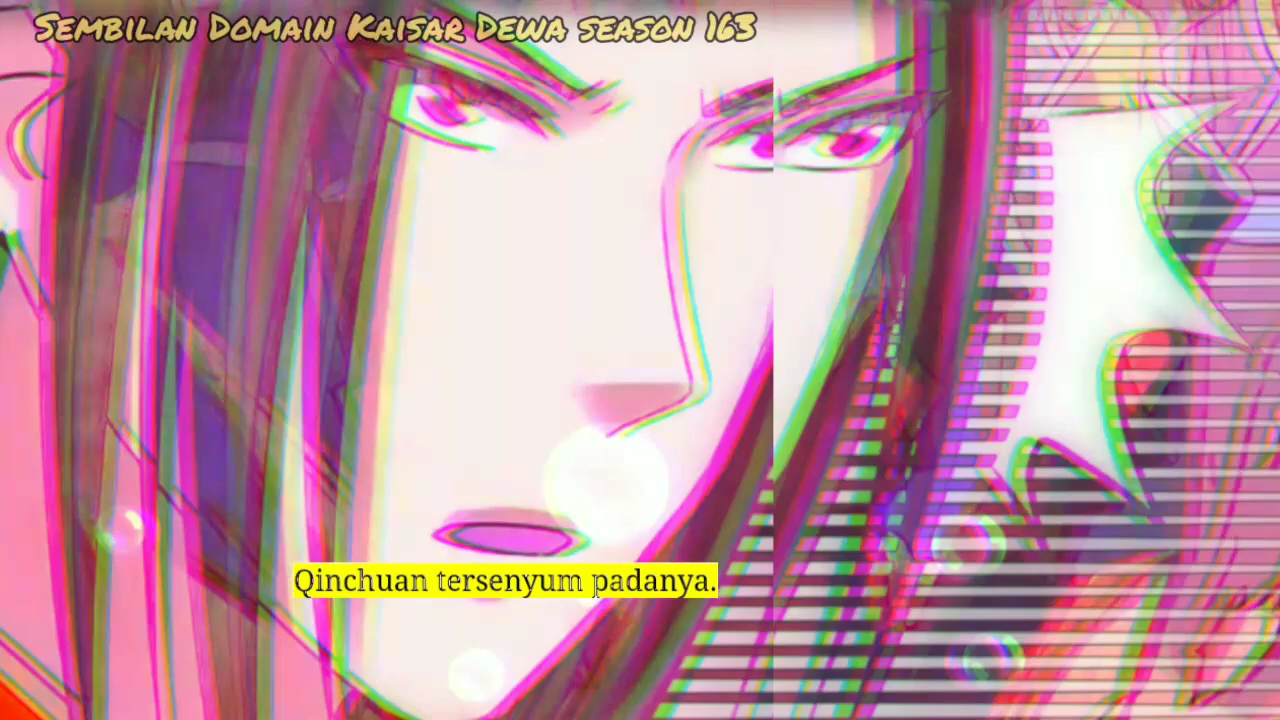 Sembilan Domain Kaisar Dewa season 163
Qinchuan tersenyum padanya.